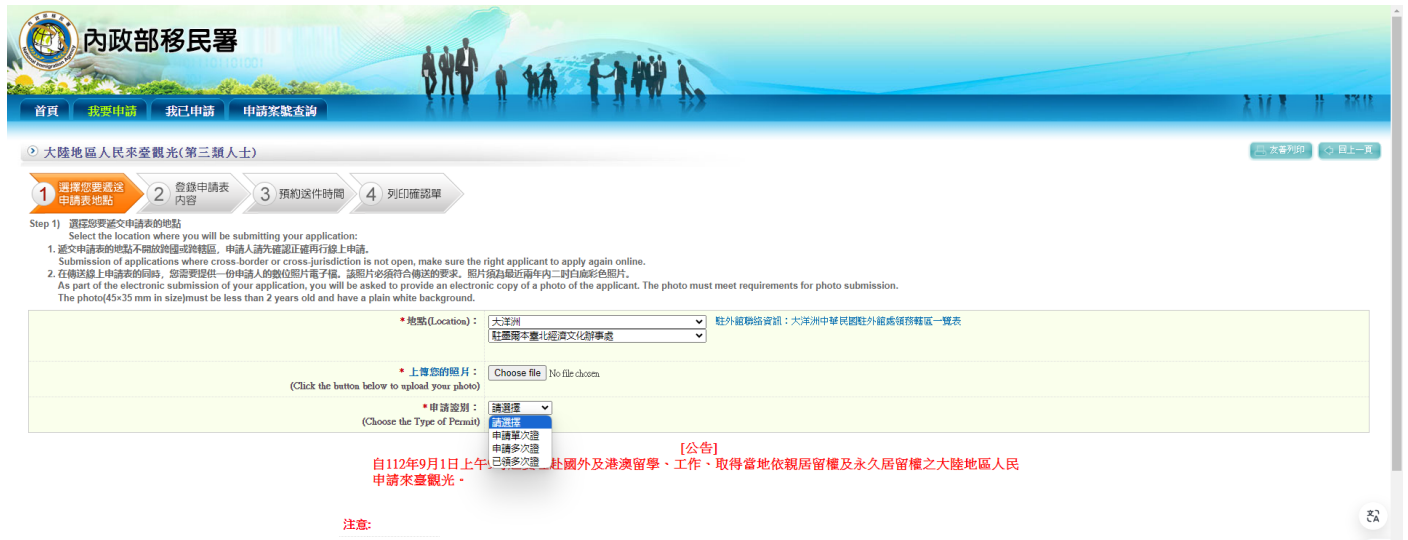 內政部移民署
首頁 我要申請 我已申請 申請案號查詢
大陸地區人民來臺觀光(第三類人士)
友善列印 回上一頁
1 選擇您要遞送申請表地點
2 登錄申請表內容
3 預約送件時間
4 列印確認單
Step 1) 選擇您要遞交申請表的地點
Select the location where you will be submitting your application:
1. 遞交申請表的地點不開放跨國或跨轄區，申請人請先確認正確再行線上申請。
Submission of applications where cross-border or cross-jurisdiction is not open, make sure the right applicant to apply again online.
2. 在傳送線上申請表的同時，您需要提供一份申請人的數位照片電子檔。該照片必須符合傳送的要求。照片須為最近兩年內二吋白底彩色照片。
As part of the electronic submission of your application, you will be asked to provide an electronic copy of a photo of the applicant. The photo must meet requirements for photo submission.
The photo(45×35 mm in size)must be less than 2 years old and have a plain white background.
*地點(Location)： 大洋洲 駐外館聯絡資訊：大洋洲中華民國駐外館處領務轄區一覽表
駐墨爾本臺北經濟文化辦事處
* 上傳您的照片： Choose file No file chosen
(Click the button below to upload your photo)
*申請證別： 請選擇
(Choose the Type of Permit) 請選擇
申請單次證
申請多次證
已領多次證
[公告]
自112年9月1日上午 赴國外及港澳留學、工作、取得當地依親居留權及永久居留權之大陸地區人民
申請來臺觀光。
注意: